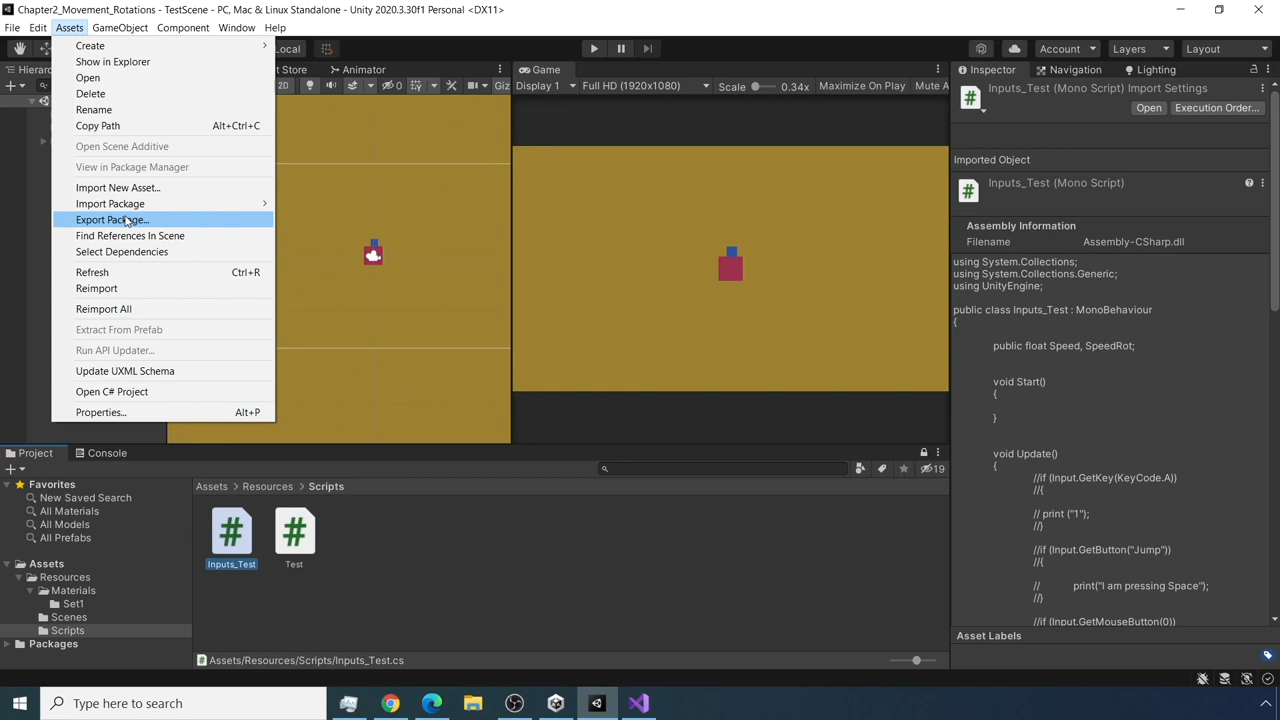 Chapter2_Movement_Rotations - TestScene - PC, Mac & Linux Standalone - Unity 2020.3.30f1 Personal <DX11>
File Edit Assets GameObject Component Window Help
Local Account Layers Layout
Create
Show in Explorer
Open
Delete
Rename
Copy Path Alt+Ctrl+C
Open Scene Additive
View in Package Manager
Import New Asset...
Import Package
Export Package...
Find References In Scene
Select Dependencies
Refresh Ctrl+R
Reimport
Reimport All
Extract From Prefab
Run API Updater...
Update UXML Schema
Open C# Project
Properties... Alt+P
Hierarc
Store Animator
2D 0 Giz
Game
Display 1 Full HD (1920x1080) Scale 0.34x Maximize On Play Mute A
Inspector Navigation Lighting
Inputs_Test (Mono Script) Import Settings
Open Execution Order...
Imported Object
Inputs_Test (Mono Script)
Assembly Information
Filename Assembly-CSharp.dll
using System.Collections;
using System.Collections.Generic;
using UnityEngine;
public class Inputs_Test : MonoBehaviour
{
public float Speed, SpeedRot;
void Start()
{
}
void Update()
{
//if (Input.GetKey(KeyCode.A))
//{
// print ("1");
//}
//if (Input.GetButton("Jump"))
//{
// print("I am pressing Space");
//}
//if (Input.GetMouseButton(0))
Asset Labels
Project Console
19
Favorites
New Saved Search
All Materials
All Models
All Prefabs
Assets
Resources
Materials
Set1
Scenes
Scripts
Packages
Assets > Resources > Scripts
Inputs_Test Test
Assets/Resources/Scripts/Inputs_Test.cs
Type here to search